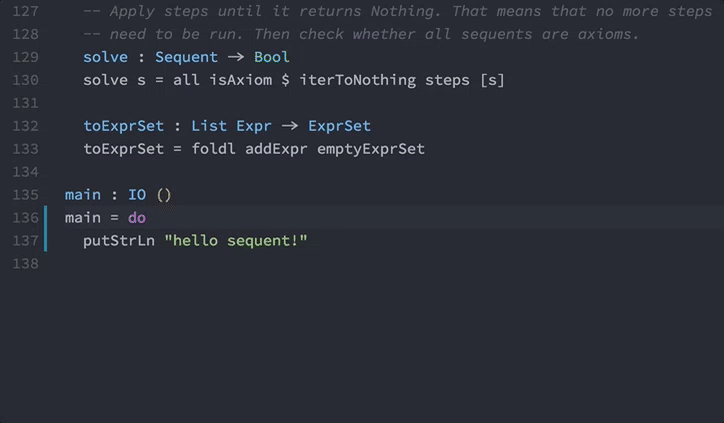 127 -- Apply steps until it returns Nothing. That means that no more steps
128 -- need to be run. Then check whether all sequents are axioms.
129 solve : Sequent -> Bool
130 solve s = all isAxiom $ iterToNothing steps [s]
131
132 toExprSet : List Expr -> ExprSet
133 toExprSet = foldl addExpr emptyExprSet
134
135 main : IO ()
136 main = do
137 putStrLn "hello sequent!"
138